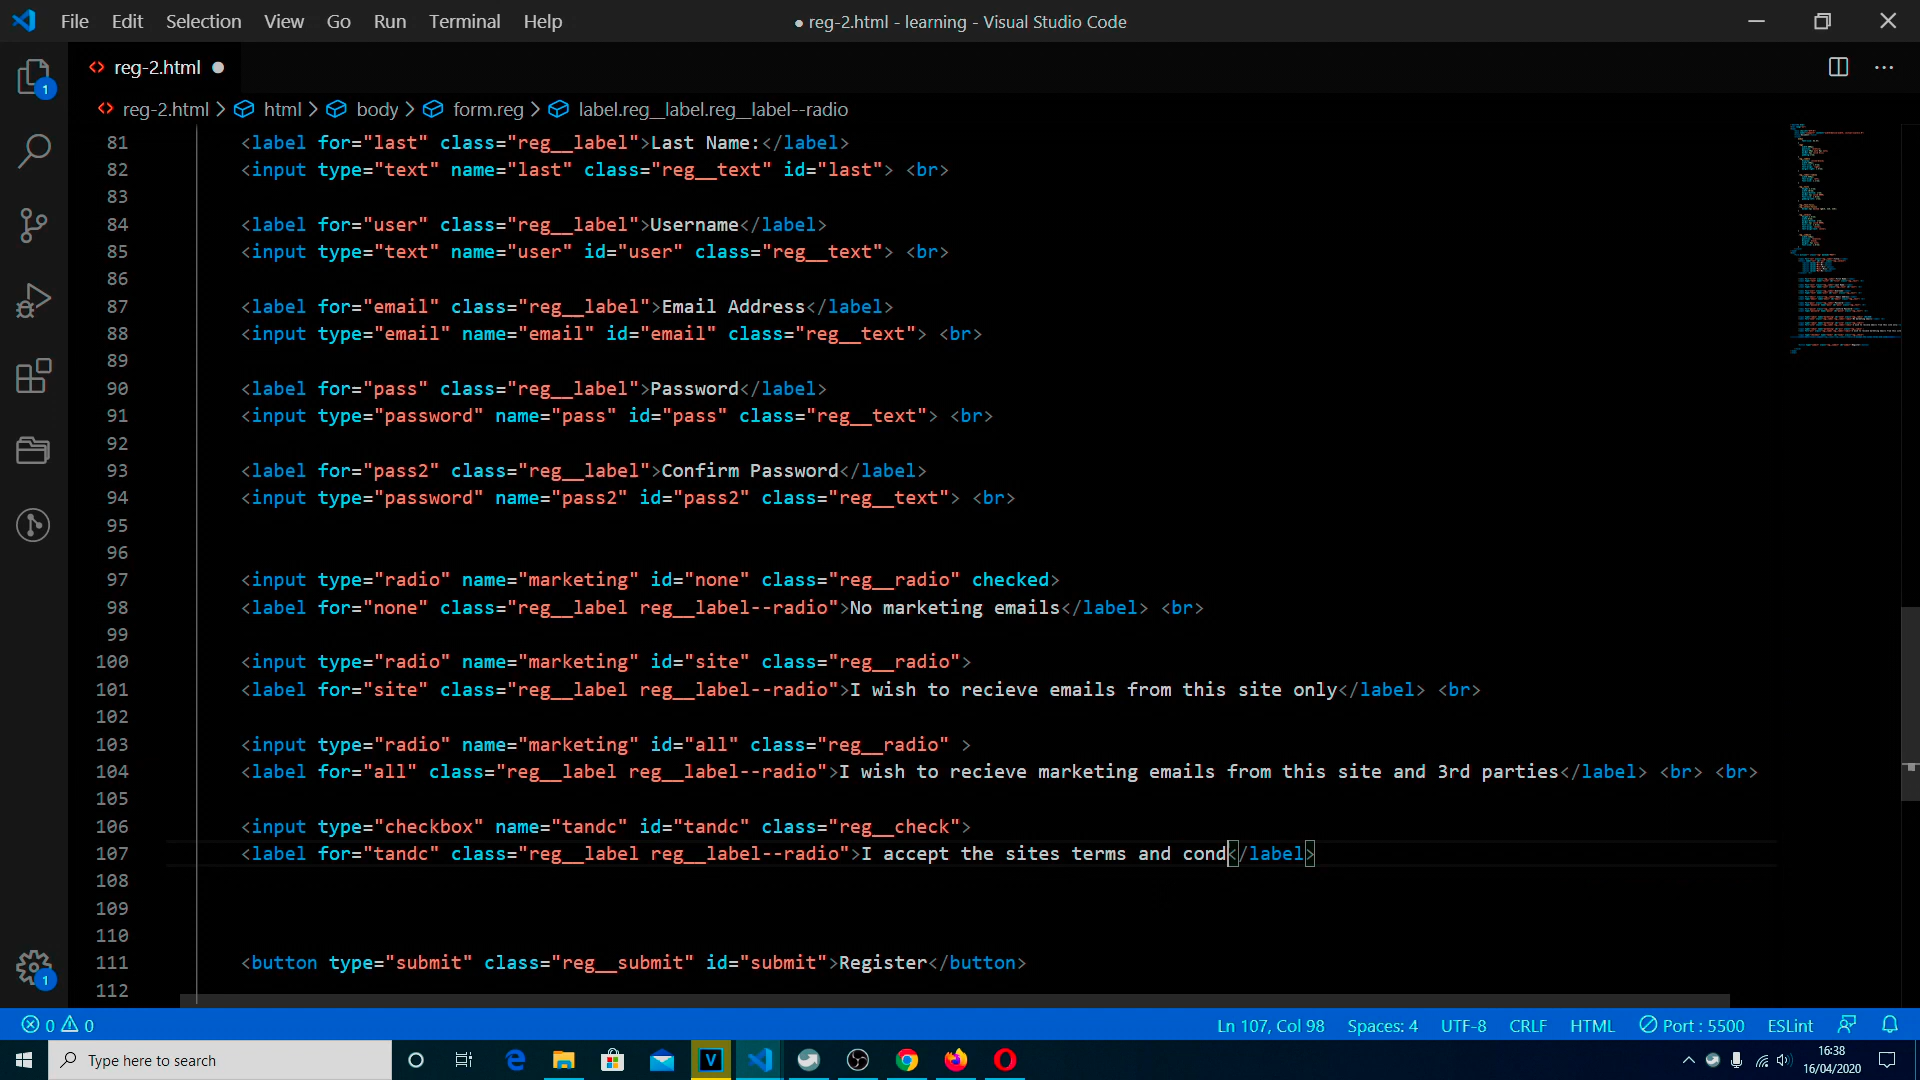 File Edit Selection View Go Run Terminal Help
● reg-2.html - learning - Visual Studio Code
reg-2.html ●
reg-2.html > html > body > form.reg > label.reg__label.reg__label--radio
81 <label for="last" class="reg__label">Last Name:</label>
82 <input type="text" name="last" class="reg__text" id="last"> <br>
83
84 <label for="user" class="reg__label">Username</label>
85 <input type="text" name="user" id="user" class="reg__text"> <br>
86
87 <label for="email" class="reg__label">Email Address</label>
88 <input type="email" name="email" id="email" class="reg__text"> <br>
89
90 <label for="pass" class="reg__label">Password</label>
91 <input type="password" name="pass" id="pass" class="reg__text"> <br>
92
93 <label for="pass2" class="reg__label">Confirm Password</label>
94 <input type="password" name="pass2" id="pass2" class="reg__text"> <br>
95
96
97 <input type="radio" name="marketing" id="none" class="reg__radio" checked>
98 <label for="none" class="reg__label reg__label--radio">No marketing emails</label> <br>
99
100 <input type="radio" name="marketing" id="site" class="reg__radio">
101 <label for="site" class="reg__label reg__label--radio">I wish to recieve emails from this site only</label> <br>
102
103 <input type="radio" name="marketing" id="all" class="reg__radio" >
104 <label for="all" class="reg__label reg__label--radio">I wish to recieve marketing emails from this site and 3rd parties</label> <br> <br>
105
106 <input type="checkbox" name="tandc" id="tandc" class="reg__check">
107 <label for="tandc" class="reg__label reg__label--radio">I accept the sites terms and cond</label>
108
109
110
111 <button type="submit" class="reg__submit" id="submit">Register</button>
112
1
1
0 0
Ln 107, Col 98 Spaces: 4 UTF-8 CRLF HTML Port : 5500 ESLint
Type here to search
V
16:38
16/04/2020